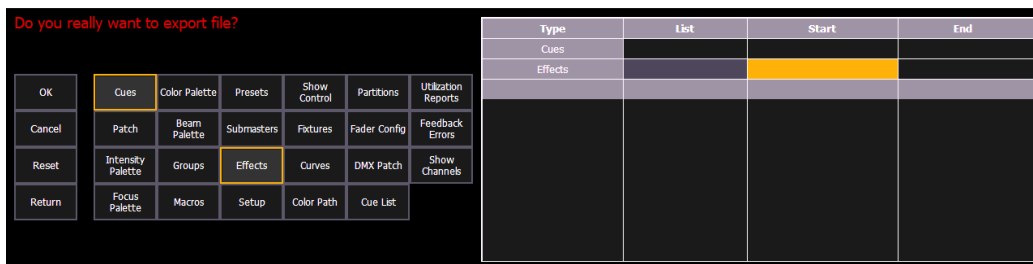 Do you really want to export file?
OK
Cues
Color Palette
Presets
Show
Control
Partitions
Utilization
Reports
Cancel
Patch
Beam
Palette
Submasters
Fixtures
Fader Config
Feedback
Errors
Reset
Intensity
Palette
Groups
Effects
Curves
DMX Patch
Show
Channels
Return
Focus
Palette
Macros
Setup
Color Path
Cue List
Type
List
Start
End
Cues
Effects